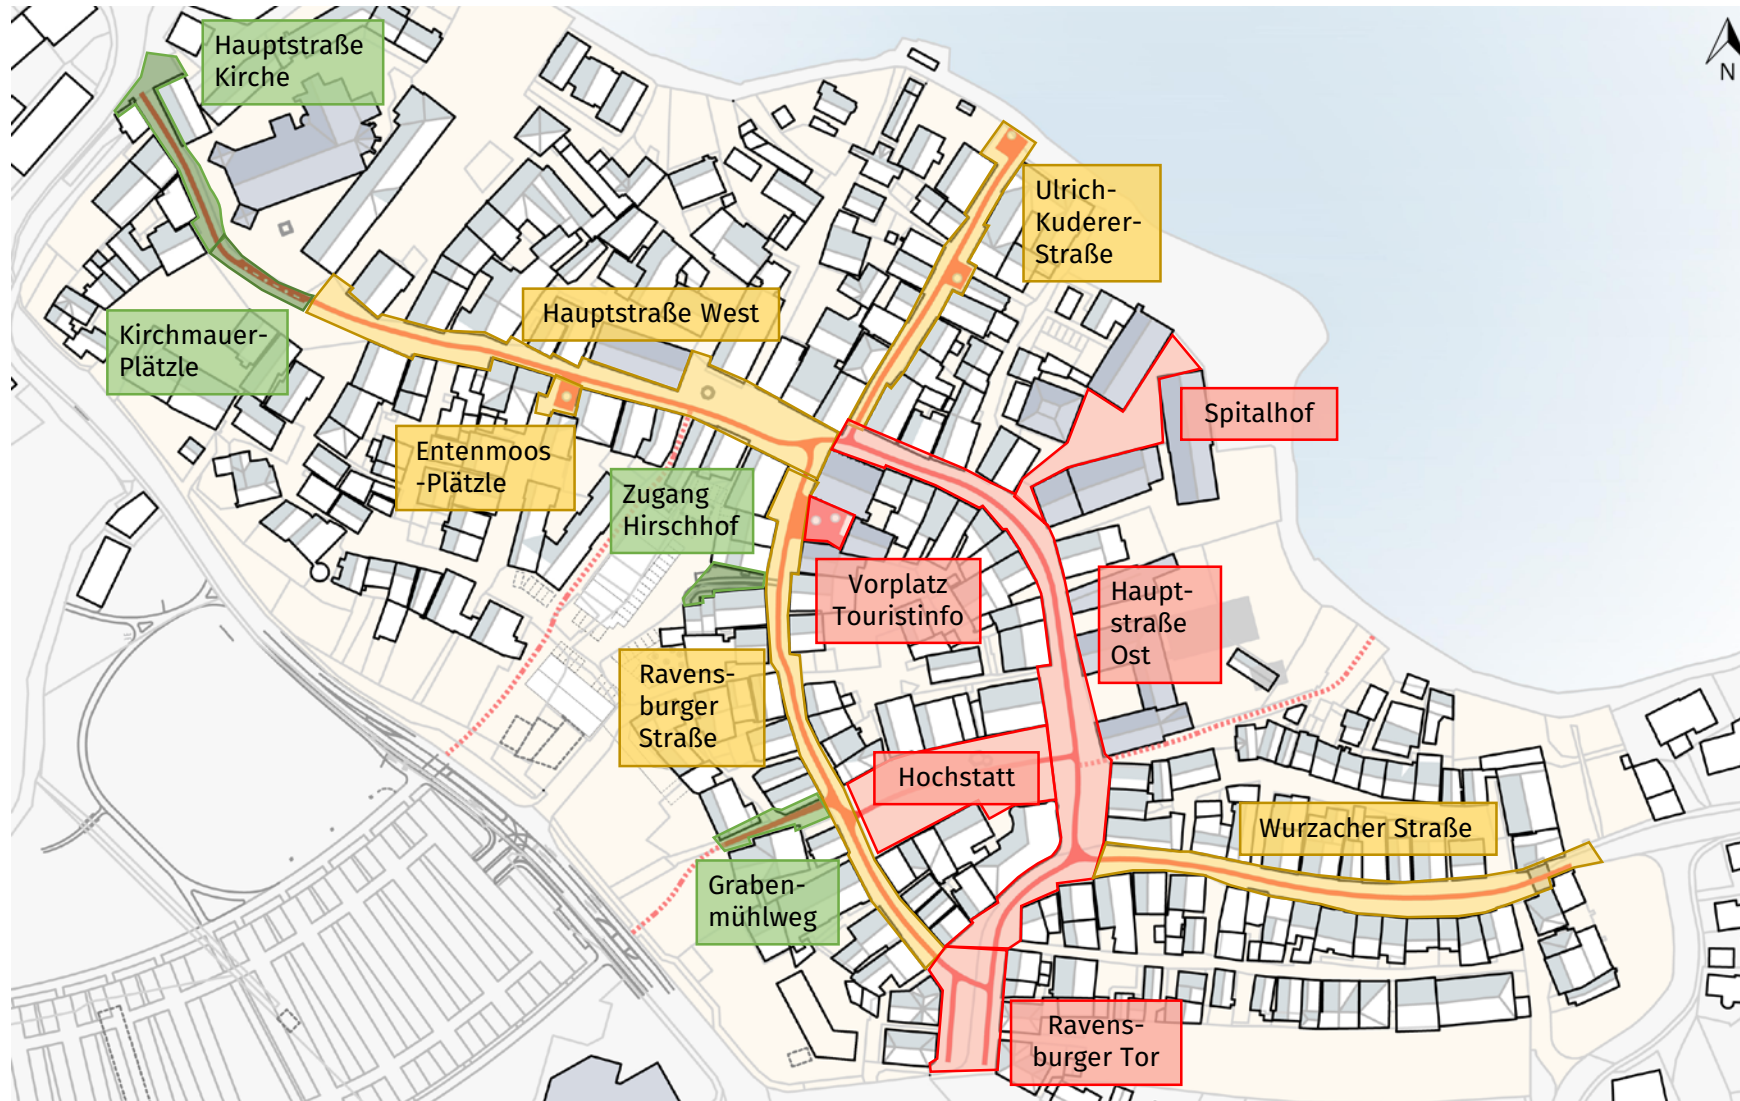 Hauptstraße
Kirche
N
Ulrich-
Kuderer-
Straße
Hauptstraße West
Kirchmauer-
Plätzle
Spitalhof
Entenmoos
-Plätzle
Zugang
Hirschhof
Vorplatz
Touristinfo
Haupt-
straße
Ost
Ravens-
burger
Straße
Hochstatt
Wurzacher Straße
Graben-
mühlweg
Ravens-
burger Tor